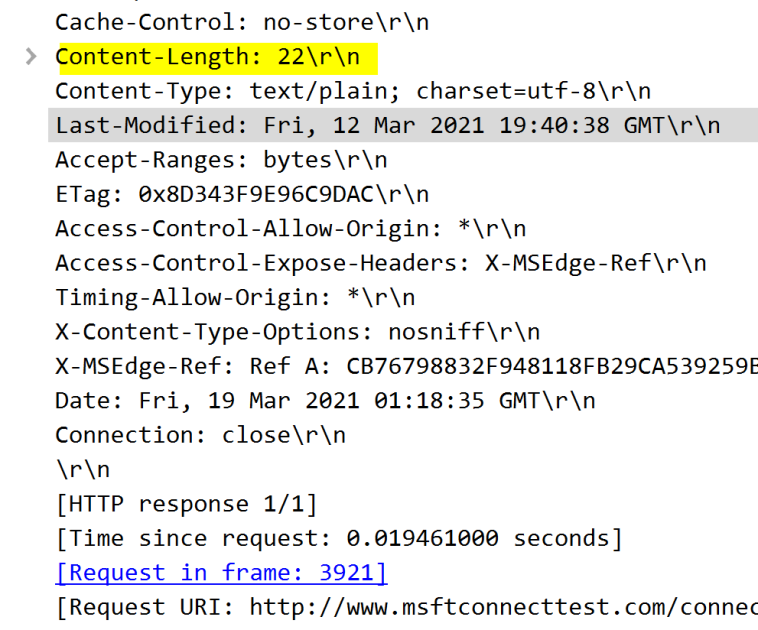 Cache-Control: no-store\r\n
Content-Length: 22\r\n
Content-Type: text/plain; charset=utf-8\r\n
Last-Modified: Fri, 12 Mar 2021 19:40:38 GMT\r\n
Accept-Ranges: bytes\r\n
ETag: 0x8D343F9E96C9DAC\r\n
Access-Control-Allow-Origin: *\r\n
Access-Control-Expose-Headers: X-MSEdge-Ref\r\n
Timing-Allow-Origin: *\r\n
X-Content-Type-Options: nosniff\r\n
X-MSEdge-Ref: Ref A: CB76798832F948118FB29CA539259B
Date: Fri, 19 Mar 2021 01:18:35 GMT\r\n
Connection: close\r\n
\r\n
[HTTP response 1/1]
[Time since request: 0.019461000 seconds]
[Request in frame: 3921]
[Request URI: http://www.msftconnecttest.com/connec